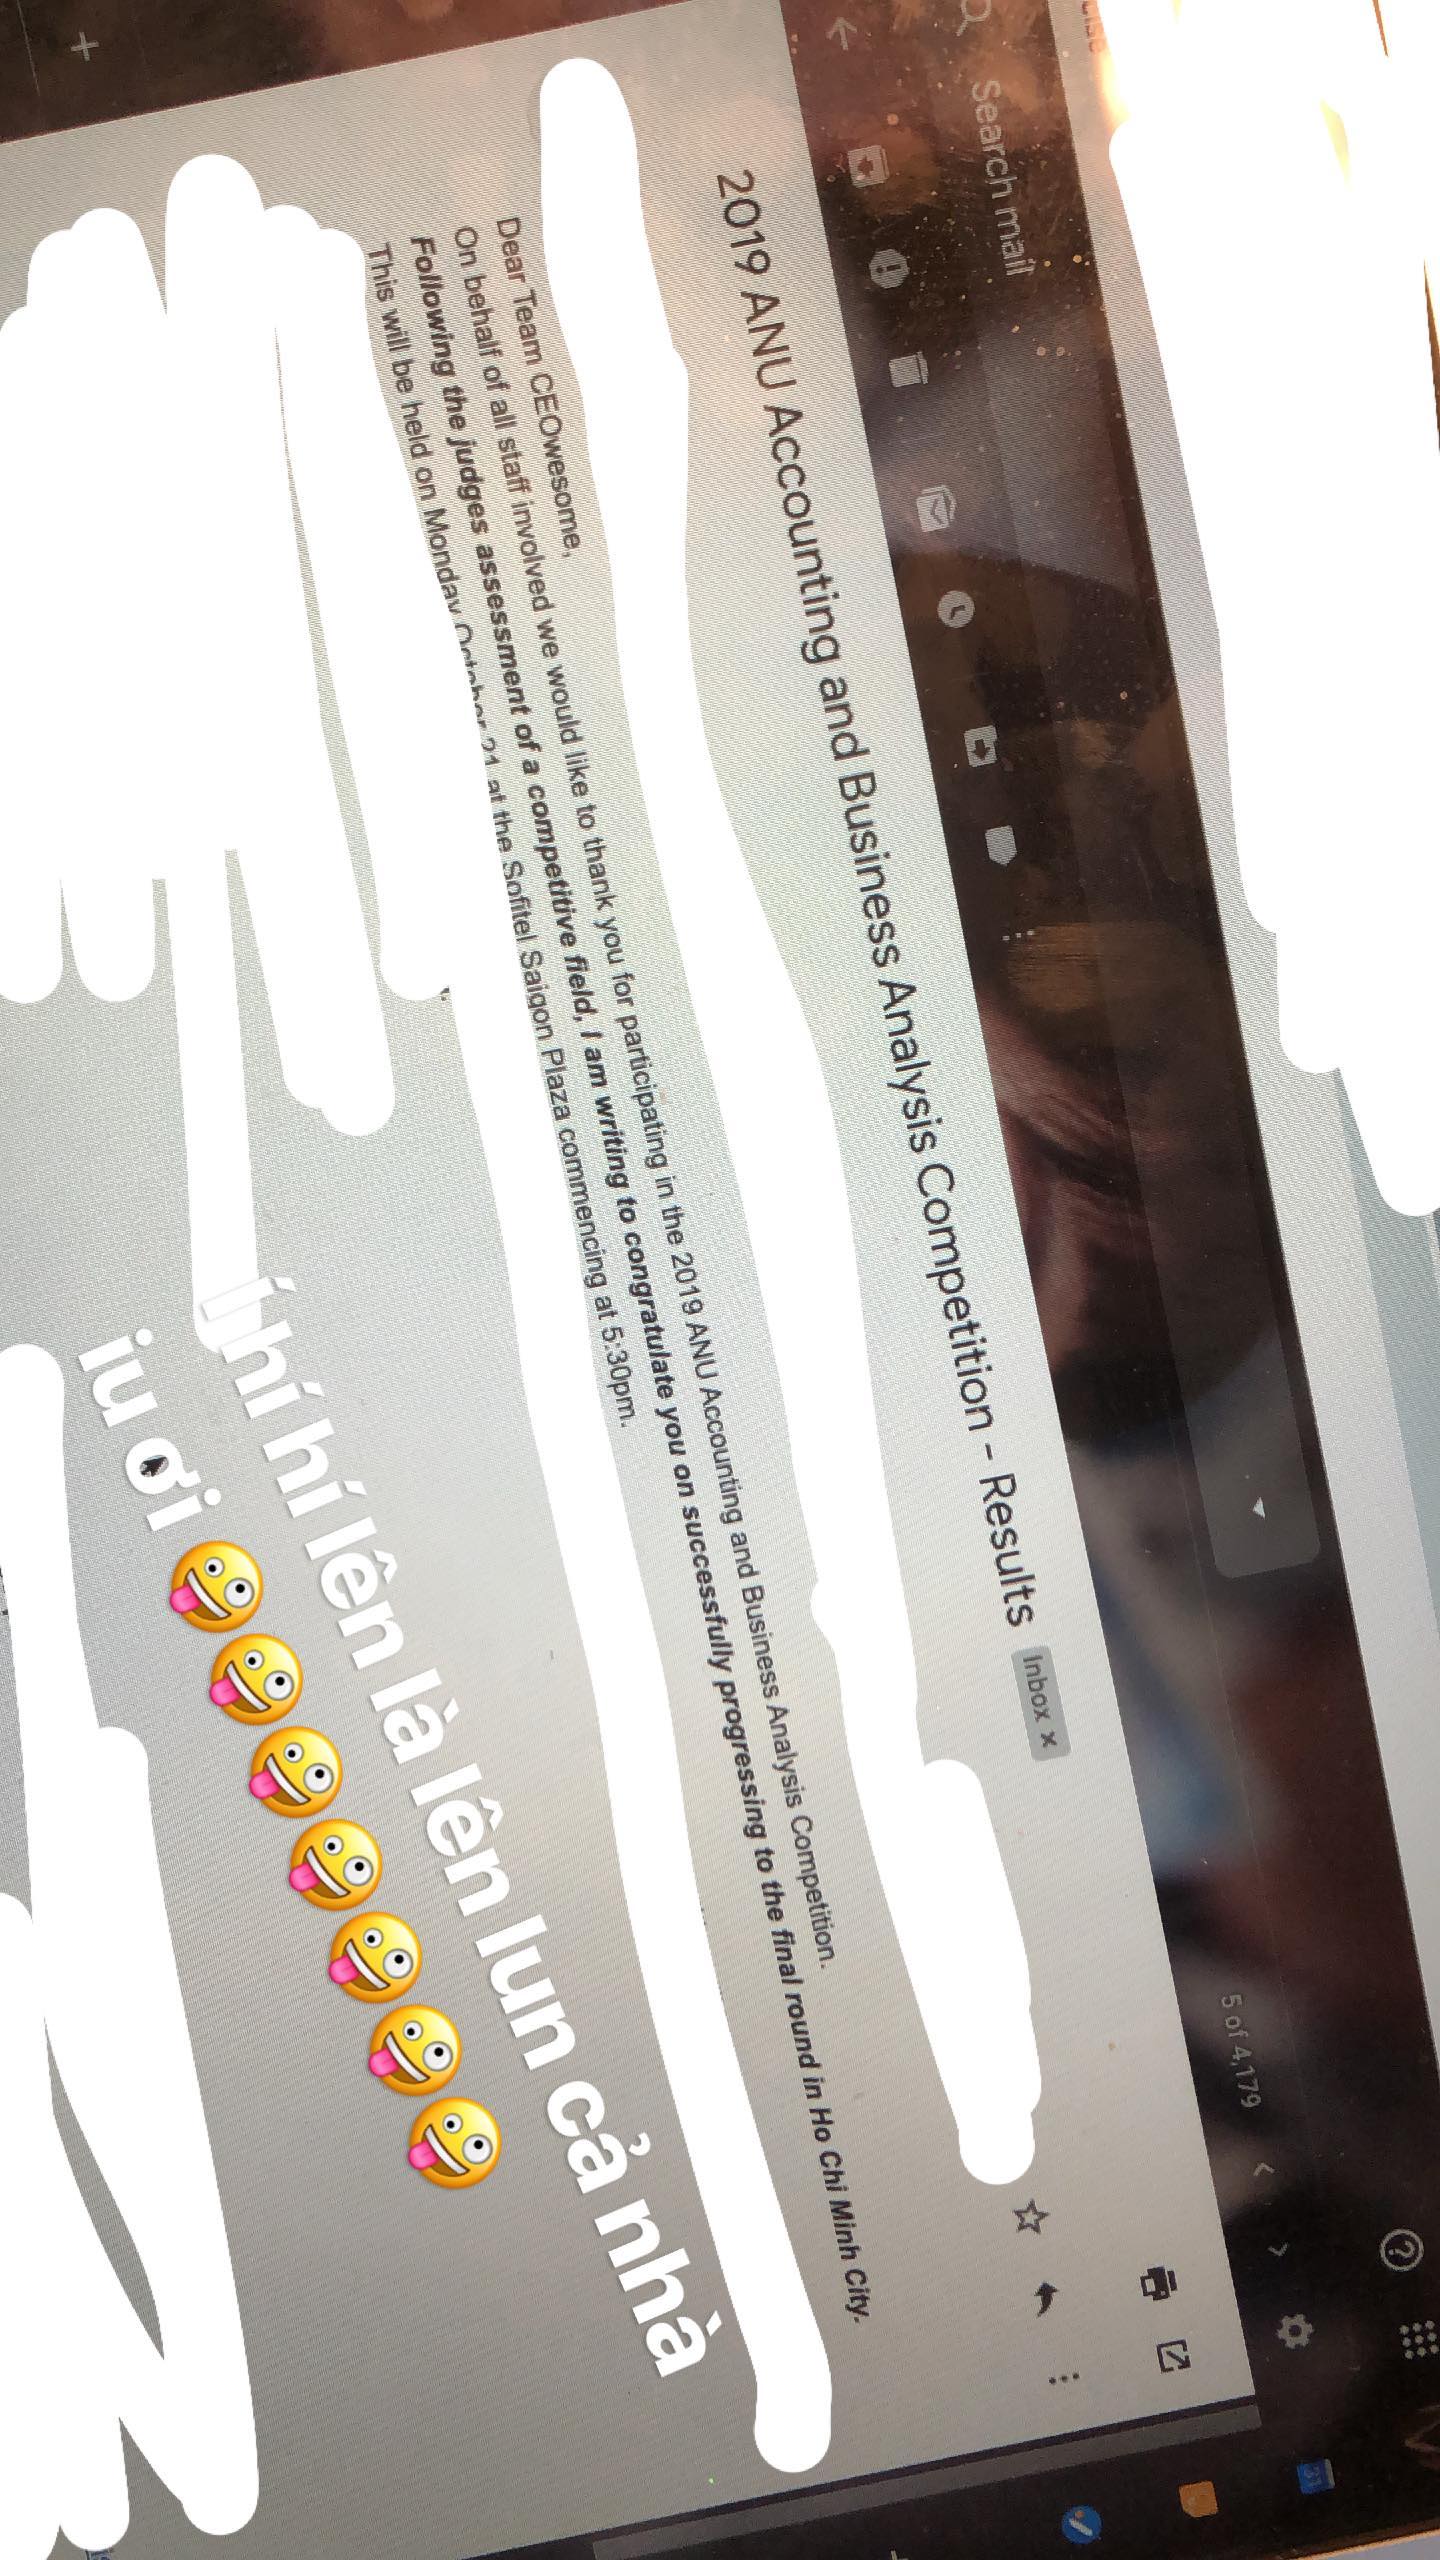 Search mail
5 of 4,179
2019 ANU Accounting and Business Analysis Competition - Results Inbox x
Dear Team CEOwesome,
On behalf of all staff involved we would like to thank you for participating in the 2019 ANU Accounting and Business Analysis Competition.
Following the judges assessment of a competitive field, I am writing to congratulate you on successfully progressing to the final round in Ho Chi Minh City.
This will be held on Monday October 21 at the Sofitel Saigon Plaza commencing at 5:30pm.
í hí hí lên là lên lun cả nhà
iu ơi 😜😜😜😜😜😜😜
31